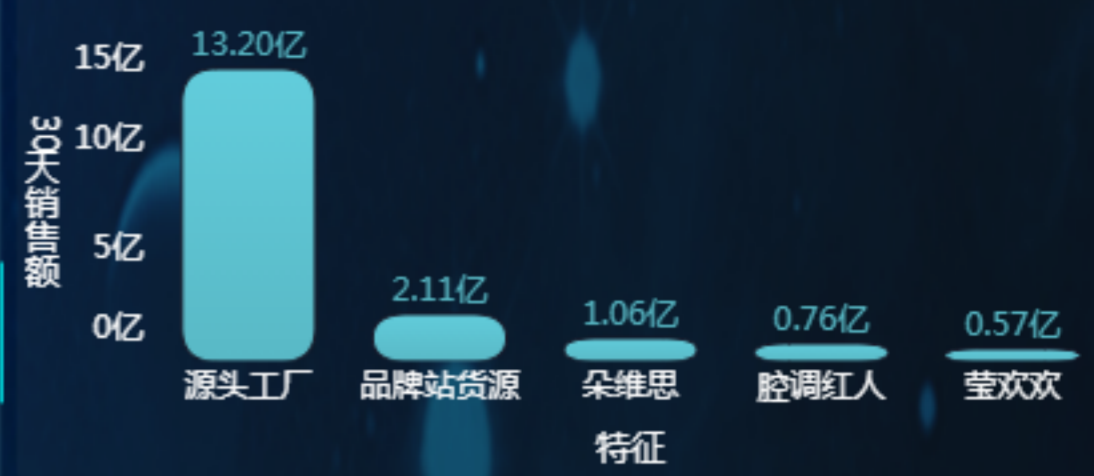 30天销售额
15亿
10亿
5亿
0亿
13.20亿
2.11亿
1.06亿
0.76亿
0.57亿
源头工厂
品牌站货源
朵维思
腔调红人
莹欢欢
特征